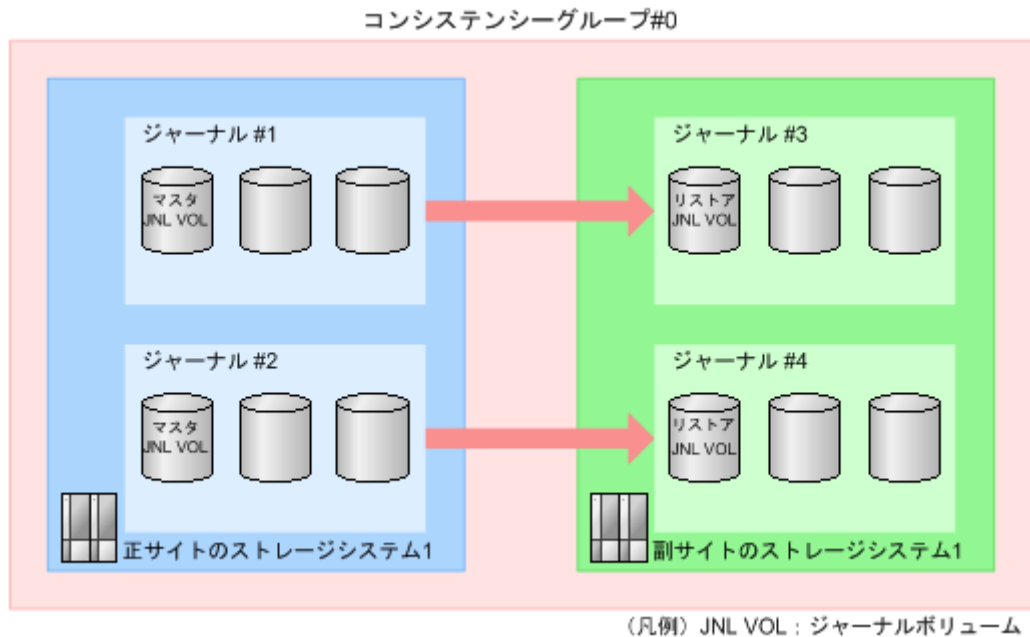 コンシステンシーグループ#0
ジャーナル #1
マスタ
JNL VOL
ジャーナル #3
リストア
JNL VOL
ジャーナル #2
マスタ
JNL VOL
ジャーナル #4
リストア
JNL VOL
正サイトのストレージシステム1
副サイトのストレージシステム1
（凡例）JNL VOL：ジャーナルボリューム